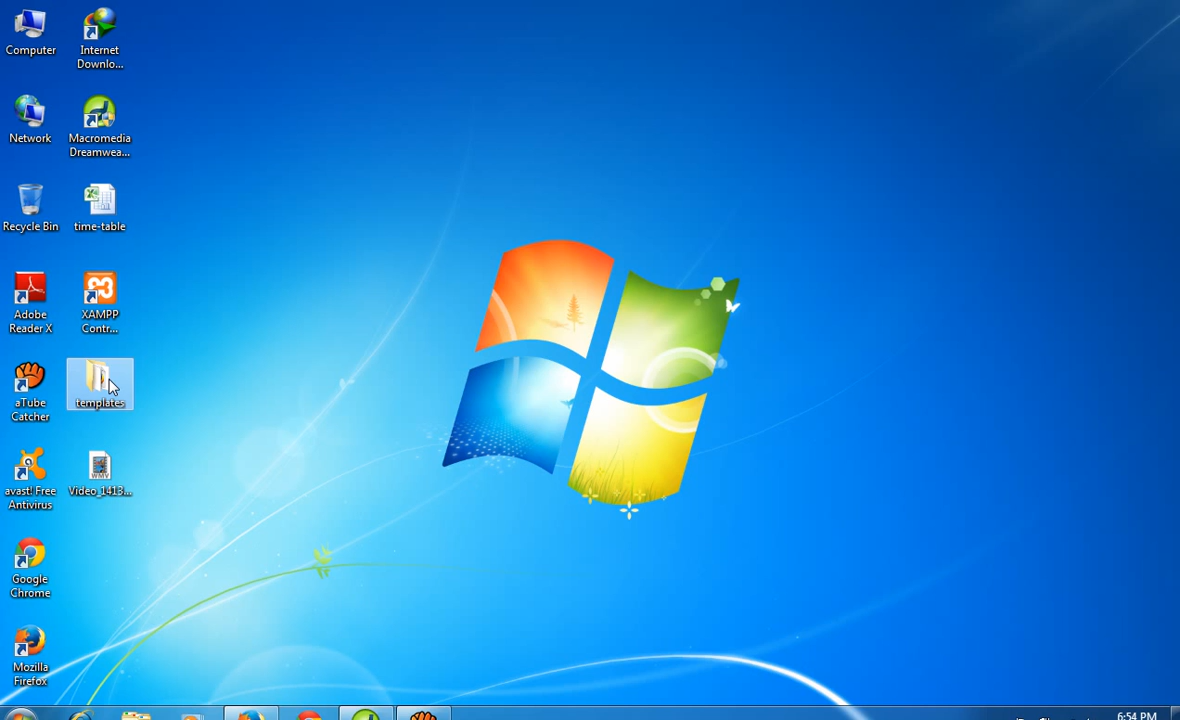 Computer
Internet
Downlo...
Network
Macromedia
Dreamwea...
Recycle Bin
time-table
Adobe
Reader X
XAMPP
Contr...
aTube
Catcher
templates
avast! Free
Antivirus
WMV
Video_1413...
Google
Chrome
Mozilla
Firefox
6:54 PM